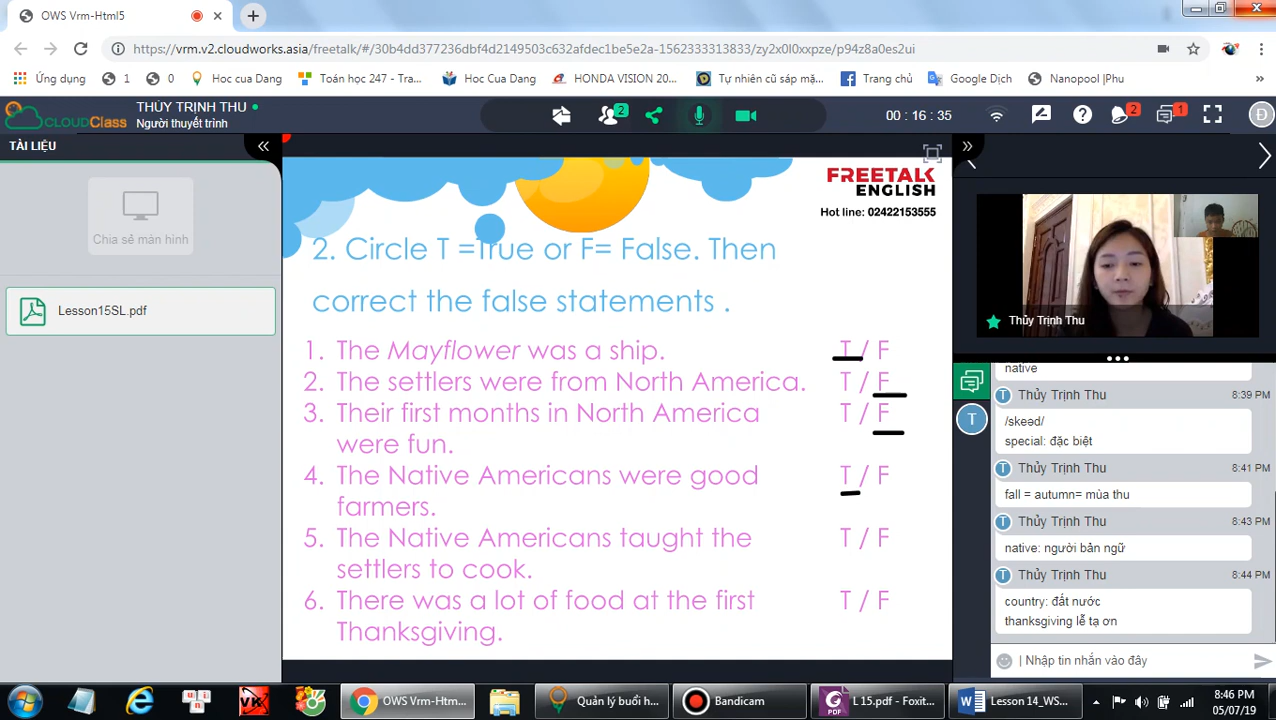 OWS Vrm-Html5
https://vrm.v2.cloudworks.asia/freetalk/#/30b4dd377236dbf4d2149503c632afdec1be5e2a-1562333313833/zy2x0l0xxpze/p94z8a0es2ui
Ứng dụng
1
0
Học cua Dang
Toán học 247 - Tra...
Học Cua Dang
HONDA VISION 20...
Tự nhiên cũ sáp mặ...
Trang chủ
Google Dịch
Nanopool |Phu
»
CLOUDClass
THỦY TRỊNH THU
Người thuyết trình
2
00 : 16 : 35
2
1
Đ
TÀI LIỆU
Chia sẻ màn hình
Lesson15SL.pdf
FREETALK
ENGLISH
Hot line: 02422153555
2. Circle T =True or F= False. Then
correct the false statements .
1. The Mayflower was a ship. T / F
2. The settlers were from North America. T / F
3. Their first months in North America T / F
were fun.
4. The Native Americans were good T / F
farmers.
5. The Native Americans taught the T / F
settlers to cook.
6. There was a lot of food at the first T / F
Thanksgiving.
Thủy Trịnh Thu
native
T Thủy Trịnh Thu 8:39 PM
T
/skeəd/
special: đặc biệt
T Thủy Trịnh Thu 8:41 PM
fall = autumn= mùa thu
T Thủy Trịnh Thu 8:43 PM
native: người bản ngữ
T Thủy Trịnh Thu 8:44 PM
country: đất nước
thanksgiving lễ tạ ơn
Nhập tin nhắn vào đây
OWS Vrm-Htm...
Quản lý buổi h...
Bandicam
L 15.pdf - Foxit...
Lesson 14_WS...
8:46 PM
05/07/19